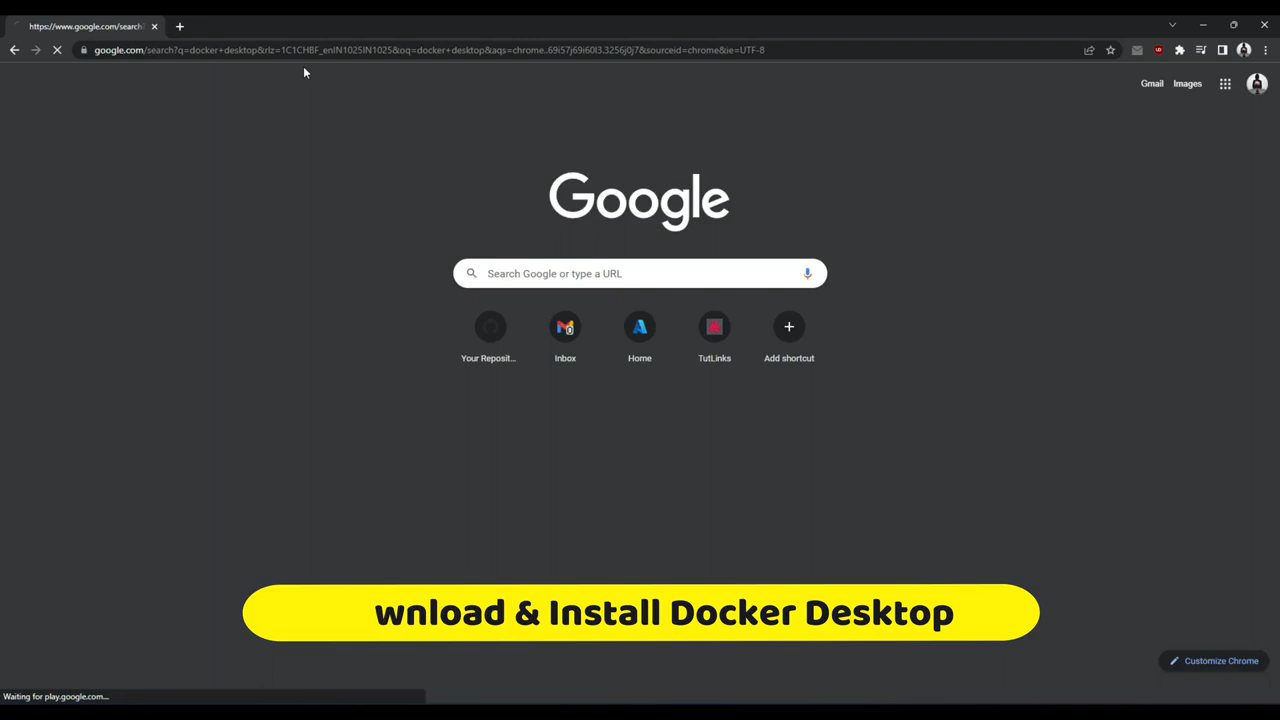 https://www.google.com/search?
google.com/search?q=docker+desktop&rlz=1C1CHBF_enIN1025IN1025&oq=docker+desktop&aqs=chrome..69i57j69i60l3.3256j0j7&sourceid=chrome&ie=UTF-8
Gmail Images
Google
Search Google or type a URL
Your Reposit... Inbox Home TutLinks Add shortcut
wnload & Install Docker Desktop
Customize Chrome
Waiting for play.google.com...